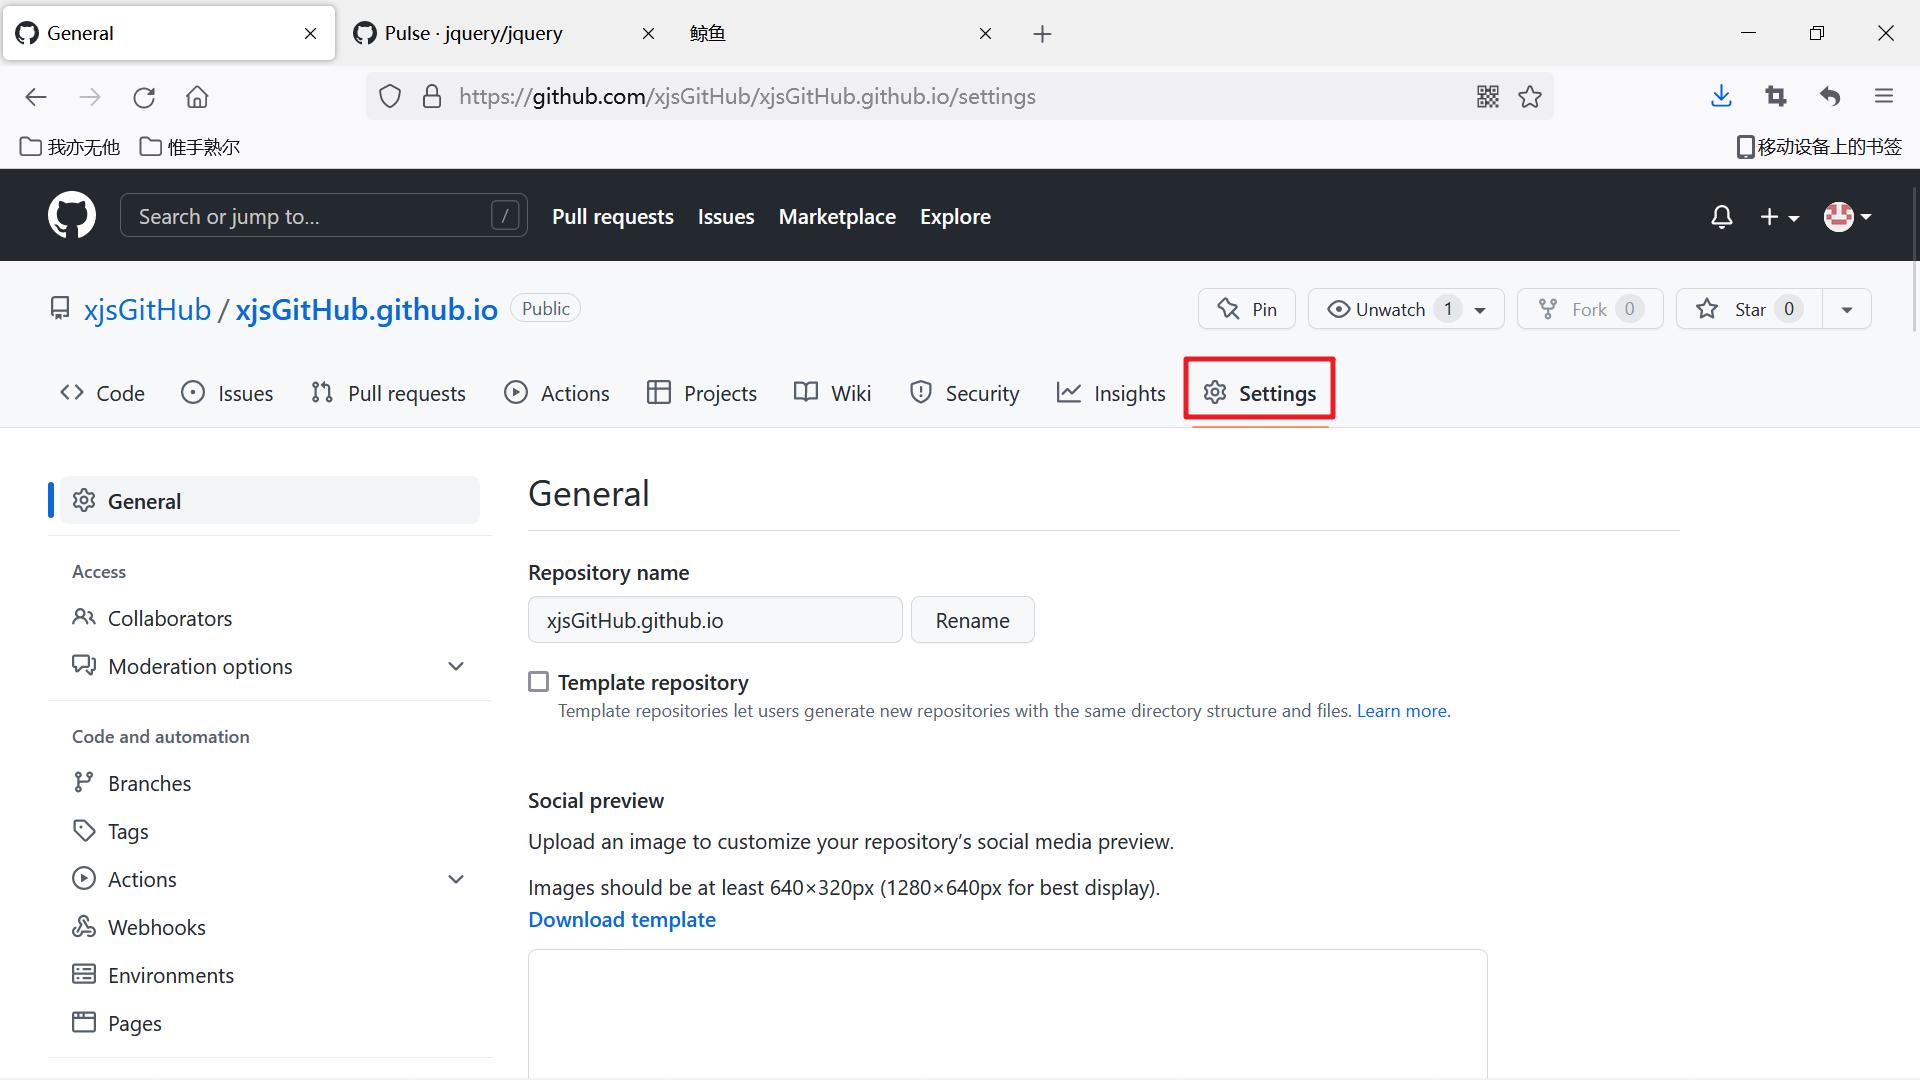 General
Pulse · jquery/jquery
鲸鱼
https://github.com/xjsGitHub/xjsGitHub.github.io/settings
我亦无他
惟手熟尔
移动设备上的书签
Search or jump to...
/
Pull requests
Issues
Marketplace
Explore
xjsGitHub / xjsGitHub.github.io
Public
Pin
Unwatch 1
Fork 0
Star 0
Code
Issues
Pull requests
Actions
Projects
Wiki
Security
Insights
Settings
General
Access
Collaborators
Moderation options
Code and automation
Branches
Tags
Actions
Webhooks
Environments
Pages
General
Repository name
xjsGitHub.github.io
Rename
Template repository
Template repositories let users generate new repositories with the same directory structure and files. Learn more.
Social preview
Upload an image to customize your repository’s social media preview.
Images should be at least 640×320px (1280×640px for best display).
Download template